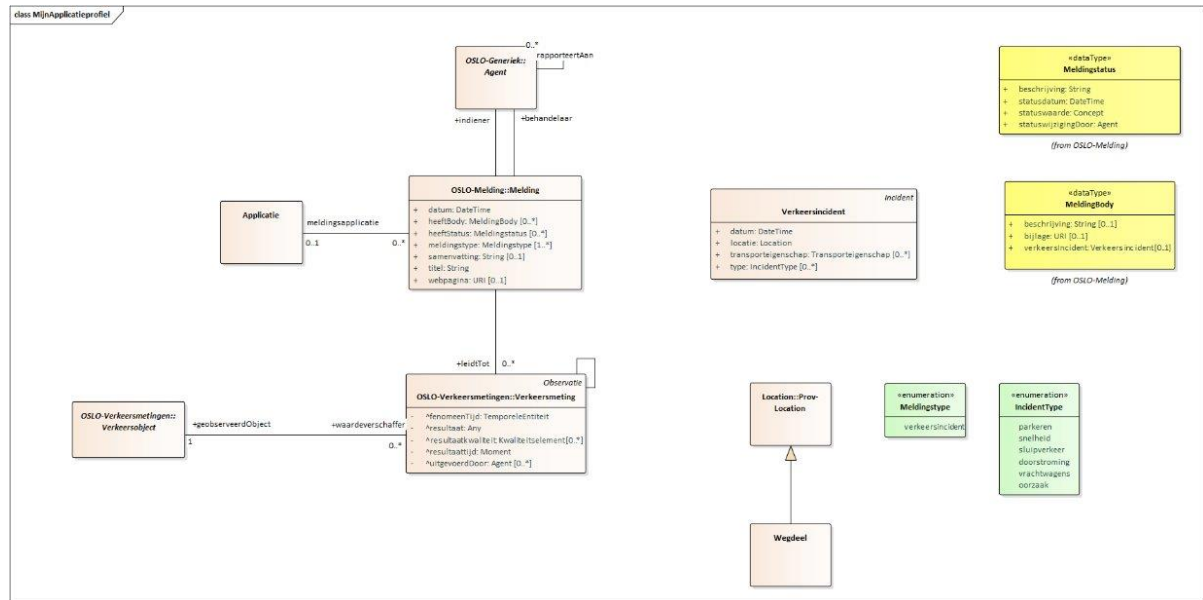 class MijnApplicatieprofiel
OSLO-Generiek::
Agent
0..*
rapporteertAan
+indiener
+behandelaar
OSLO-Melding::Melding
+ datum: DateTime
+ heeftBody: MeldingBody [0..*]
+ heeftStatus: Meldingstatus [0..*]
+ meldingstype: Meldingstype [1..*]
+ samenvatting: String [0..1]
+ titel: String
+ webpagina: URI [0..1]
Applicatie
meldingsapplicatie
0..1
0..*
+leidtTot
0..*
Observatie
OSLO-Verkeersmetingen::Verkeersmeting
- ^fenomeenTijd: TemporeleEntiteit
- ^resultaat: Any
- ^resultaatkwaliteit: Kwaliteitselement[0..*]
- ^resultaattijd: Moment
- ^uitgevoerdDoor: Agent [0..*]
OSLO-Verkeersmetingen::
Verkeersobject
+geobserveerdObject
1
+waardeverschaffer
0..*
Incident
Verkeersincident
+ datum: DateTime
+ locatie: Location
+ transporteigenschap: Transporteigenschap [0..*]
+ type: IncidentType [0..*]
«dataType»
Meldingstatus
+ beschrijving: String
+ statusdatum: DateTime
+ statuswaarde: Concept
+ statuswijzigingDoor: Agent
(from OSLO-Melding)
«dataType»
MeldingBody
+ beschrijving: String [0..1]
+ bijlage: URI [0..1]
+ verkeersincident:Verkeersincident[0,1]
(from OSLO-Melding)
Location::Prov-
Location
Wegdeel
«enumeration»
Meldingstype
verkeersincident
«enumeration»
IncidentType
parkeren
snelheid
sluipverkeer
doorstroming
vrachtwagens
oorzaak